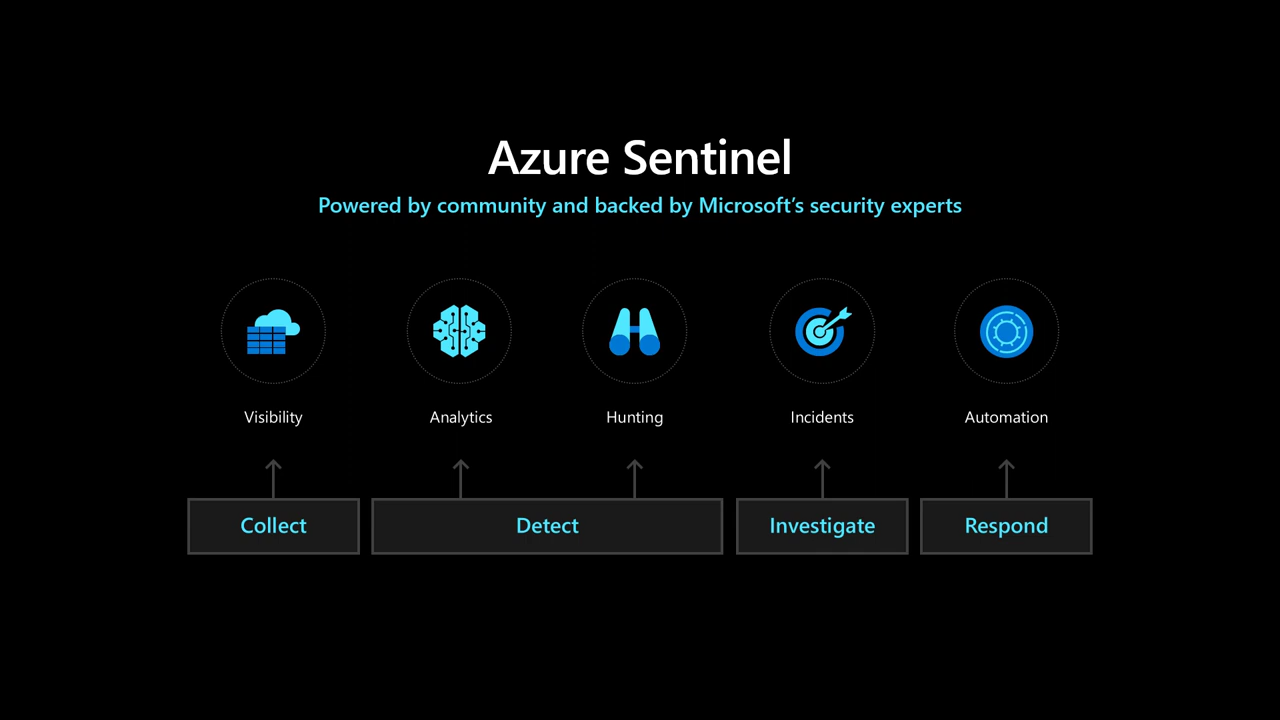 Azure Sentinel
Powered by community and backed by Microsoft’s security experts
Visibility
Analytics
Hunting
Incidents
Automation
Collect
Detect
Investigate
Respond